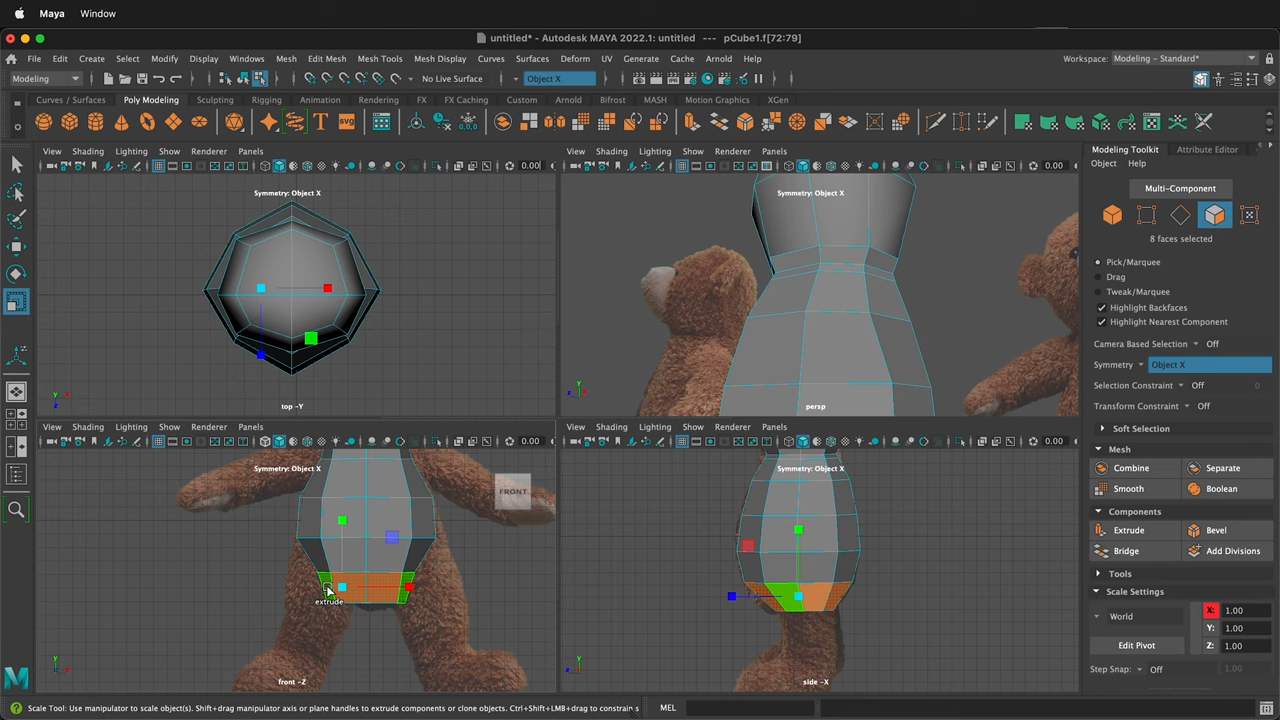 Maya Window
untitled* - Autodesk MAYA 2022.1: untitled --- pCube1.f[72:79]
File Edit Create Select Modify Display Windows Mesh Edit Mesh Mesh Tools Mesh Display Curves Surfaces Deform UV Generate Cache Arnold Help
Workspace: Modeling - Standard*
Modeling No Live Surface Object X
Curves / Surfaces Poly Modeling Sculpting Rigging Animation Rendering FX FX Caching Custom Arnold Bifrost MASH Motion Graphics XGen
View Shading Lighting Show Renderer Panels
0.00
Symmetry: Object X
top -Y
View Shading Lighting Show Renderer Panels
0.00
Symmetry: Object X
persp
View Shading Lighting Show Renderer Panels
0.00
Symmetry: Object X
FRONT
extrude
front -Z
View Shading Lighting Show Renderer Panels
0.00
Symmetry: Object X
side -X
Modeling Toolkit Attribute Editor
Object Help
Multi-Component
8 faces selected
Pick/Marquee
Drag
Tweak/Marquee
Highlight Backfaces
Highlight Nearest Component
Camera Based Selection Off
Symmetry Object X
Selection Constraint Off 0
Transform Constraint Off
Soft Selection
Mesh
Combine Separate
Smooth Boolean
Components
Extrude Bevel
Bridge Add Divisions
Tools
Scale Settings
World X: 1.00
Y: 1.00
Edit Pivot Z: 1.00
Step Snap: Off 1.00
Scale Tool: Use manipulator to scale object(s). Shift+drag manipulator axis or plane handles to extrude components or clone objects. Ctrl+Shift+LMB+drag to constrain s
MEL